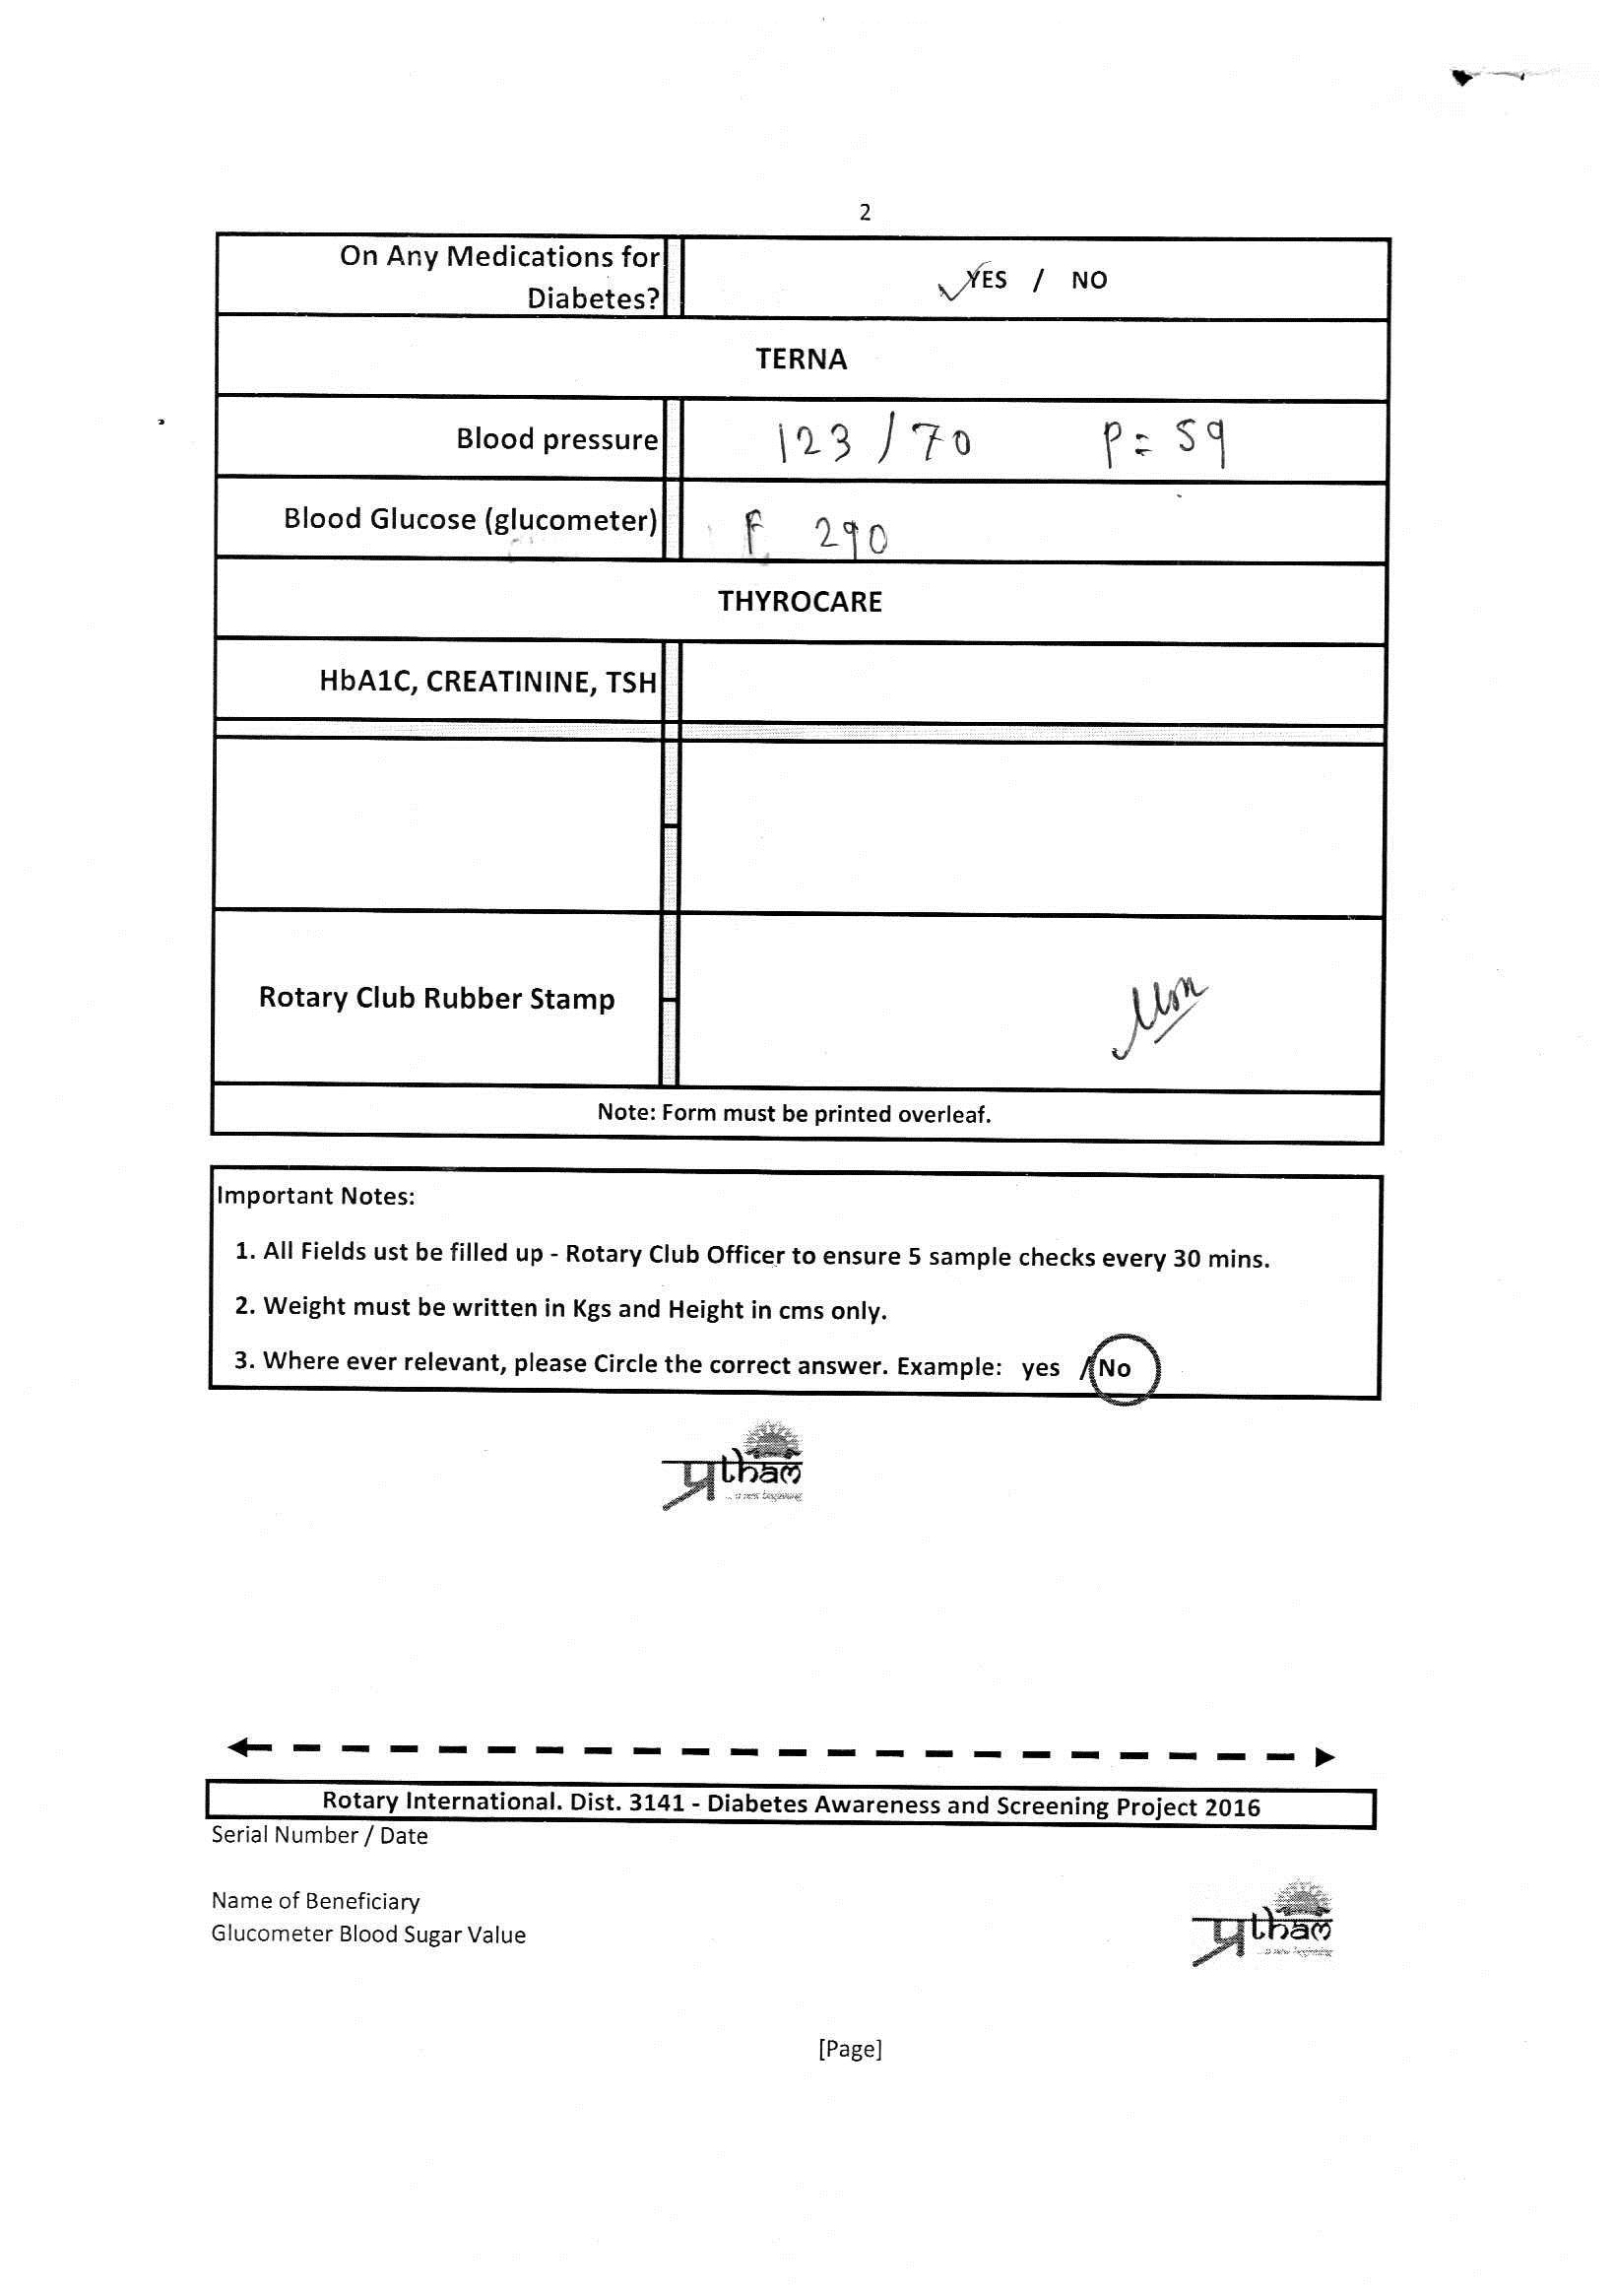 2
On Any Medications for
Diabetes?
YES / NO
TERNA
Blood pressure
123 / 70 P = 59
Blood Glucose (glucometer)
F 290
THYROCARE
HbA1C, CREATININE, TSH
Rotary Club Rubber Stamp
Note: Form must be printed overleaf.
Important Notes:
1. All Fields ust be filled up - Rotary Club Officer to ensure 5 sample checks every 30 mins.
2. Weight must be written in Kgs and Height in cms only.
3. Where ever relevant, please Circle the correct answer. Example: yes / No
प्रtham
... a new beginning
Rotary International. Dist. 3141 - Diabetes Awareness and Screening Project 2016
Serial Number / Date
Name of Beneficiary
Glucometer Blood Sugar Value
प्रtham
... a new beginning
[Page]